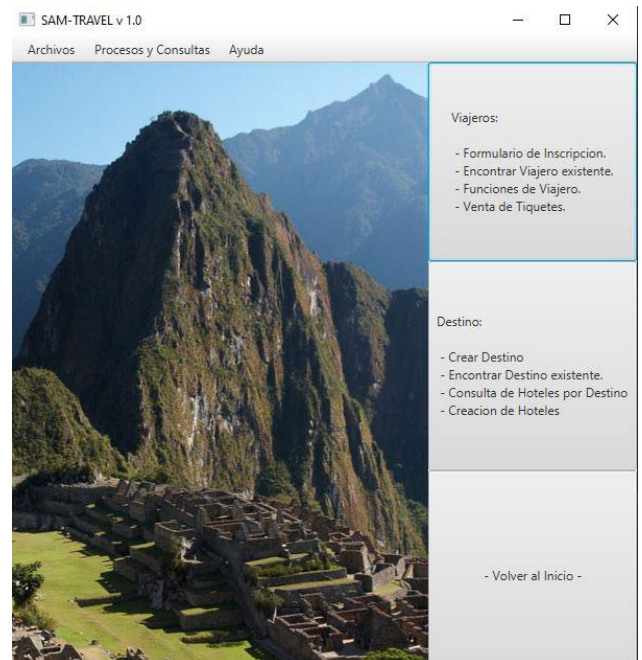 SAM-TRAVEL v 1.0
Archivos Procesos y Consultas Ayuda
Viajeros:
- Formulario de Inscripcion.
- Encontrar Viajero existente.
- Funciones de Viajero.
- Venta de Tiquetes.
Destino:
- Crear Destino
- Encontrar Destino existente.
- Consulta de Hoteles por Destino
- Creacion de Hoteles
- Volver al Inicio -